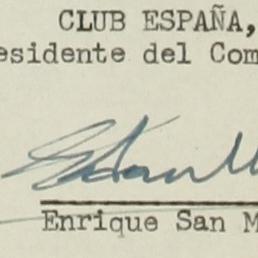 CLUB ESPAÑA,
esidente del Com
Enrique San M